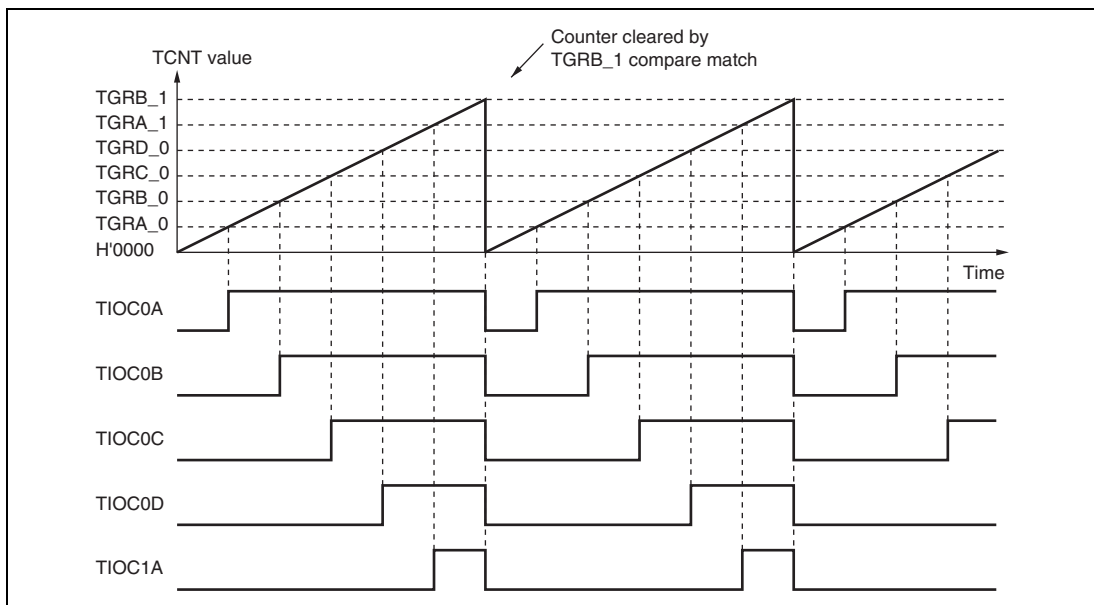 Counter cleared by
TGRB_1 compare match
TCNT value
TGRB_1
TGRA_1
TGRD_0
TGRC_0
TGRB_0
TGRA_0
H'0000
Time
TIOC0A
TIOC0B
TIOC0C
TIOC0D
TIOC1A